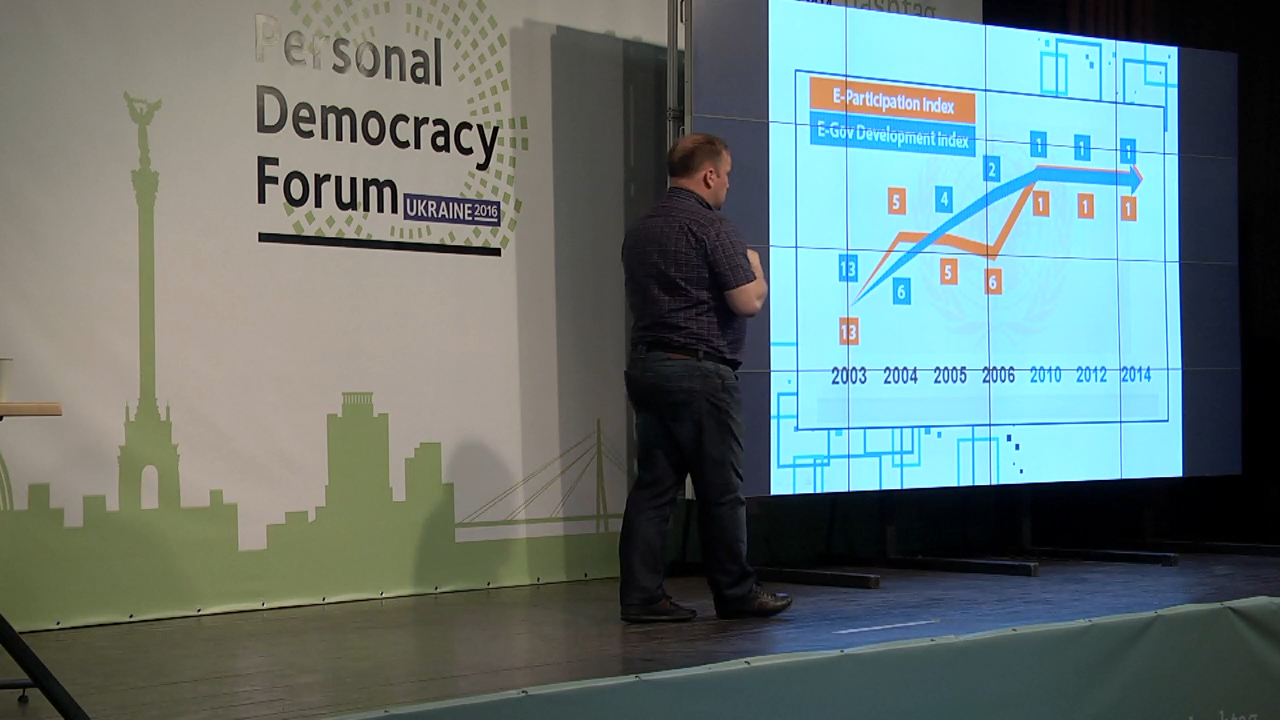 Personal
Democracy
Forum
UKRAINE 2016
hashtag
E-Participation Index
E-Gov Development Index
1 1 1
2
5 4
1 1 1
13
5
6
6
13
2003 2004 2005 2006 2010 2012 2014